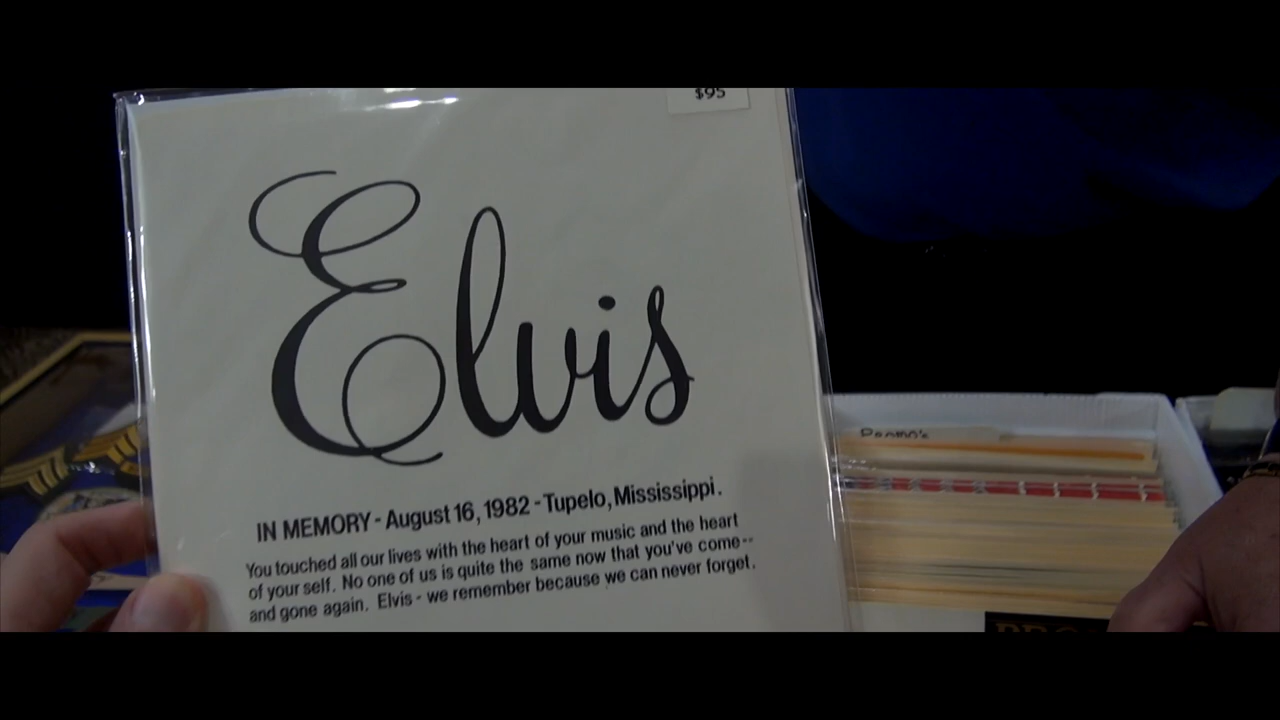 $95
Elvis
IN MEMORY - August 16, 1982 - Tupelo, Mississippi.
You touched all our lives with the heart of your music and the heart
of your self. No one of us is quite the same now that you've come--
and gone again. Elvis - we remember because we can never forget.
Promo's